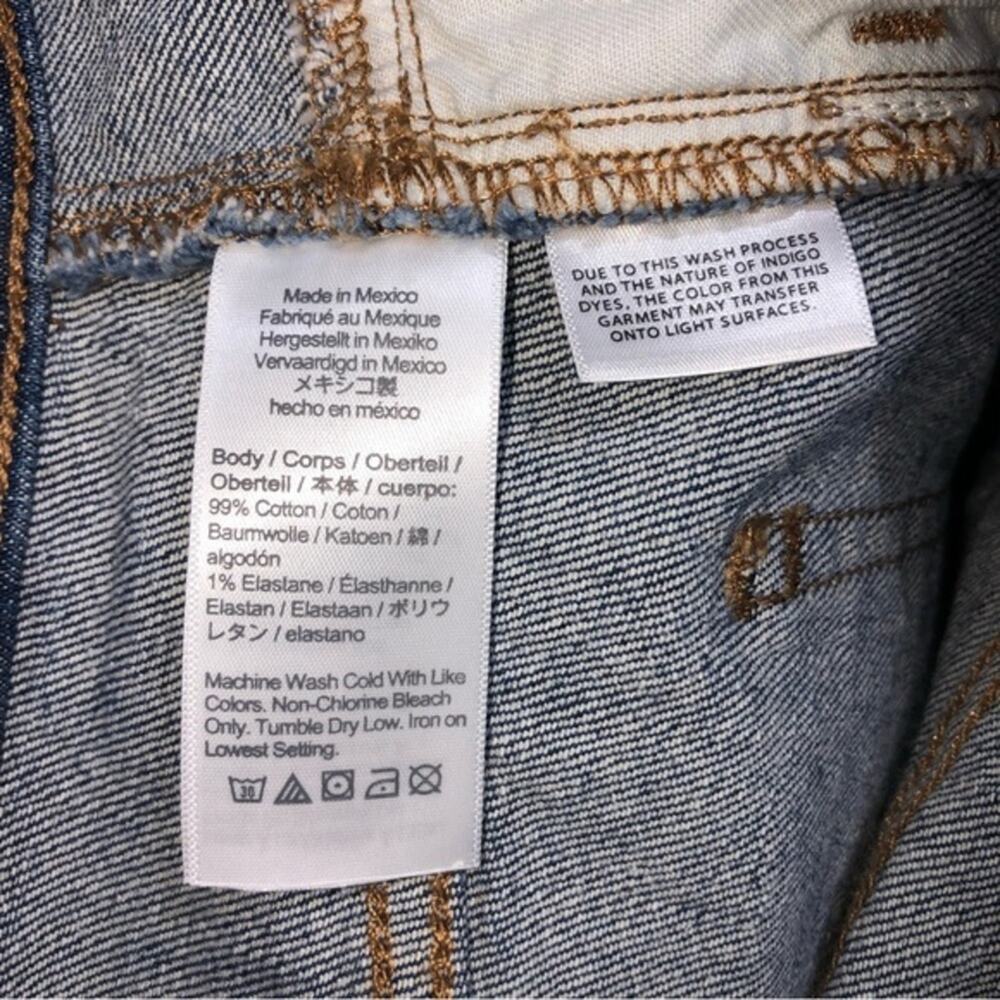 Made in Mexico
Fabriqué au Mexique
Hergestellt in Mexiko
Vervaardigd in Mexico
メキシコ製
hecho en méxico
Body / Corps / Oberteil /
Oberteil / 本体 / cuerpo:
99% Cotton / Coton /
Baumwolle / Katoen / 綿 /
algodón
1% Elastane / Élasthanne /
Elastan / Elastaan / ポリウ
レタン / elastano
Machine Wash Cold With Like
Colors. Non-Chlorine Bleach
Only. Tumble Dry Low. Iron on
Lowest Setting.
30
DUE TO THIS WASH PROCESS
AND THE NATURE OF INDIGO
DYES, THE COLOR FROM THIS
GARMENT MAY TRANSFER
ONTO LIGHT SURFACES.